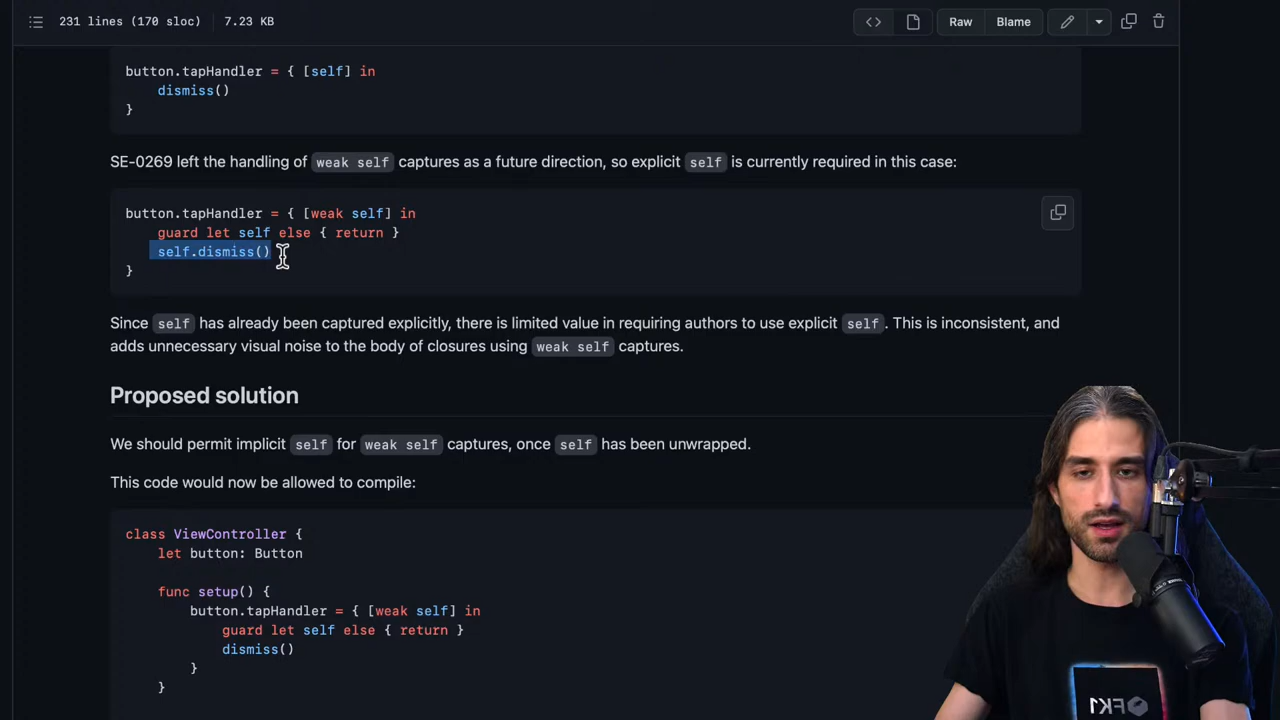 231 lines (170 sloc) 7.23 KB
Raw Blame
button.tapHandler = { [self] in
dismiss()
}
SE-0269 left the handling of weak self captures as a future direction, so explicit self is currently required in this case:
button.tapHandler = { [weak self] in
guard let self else { return }
self.dismiss()
}
Since self has already been captured explicitly, there is limited value in requiring authors to use explicit self. This is inconsistent, and
adds unnecessary visual noise to the body of closures using weak self captures.
Proposed solution
We should permit implicit self for weak self captures, once self has been unwrapped.
This code would now be allowed to compile:
class ViewController {
let button: Button
func setup() {
button.tapHandler = { [weak self] in
guard let self else { return }
dismiss()
}
}